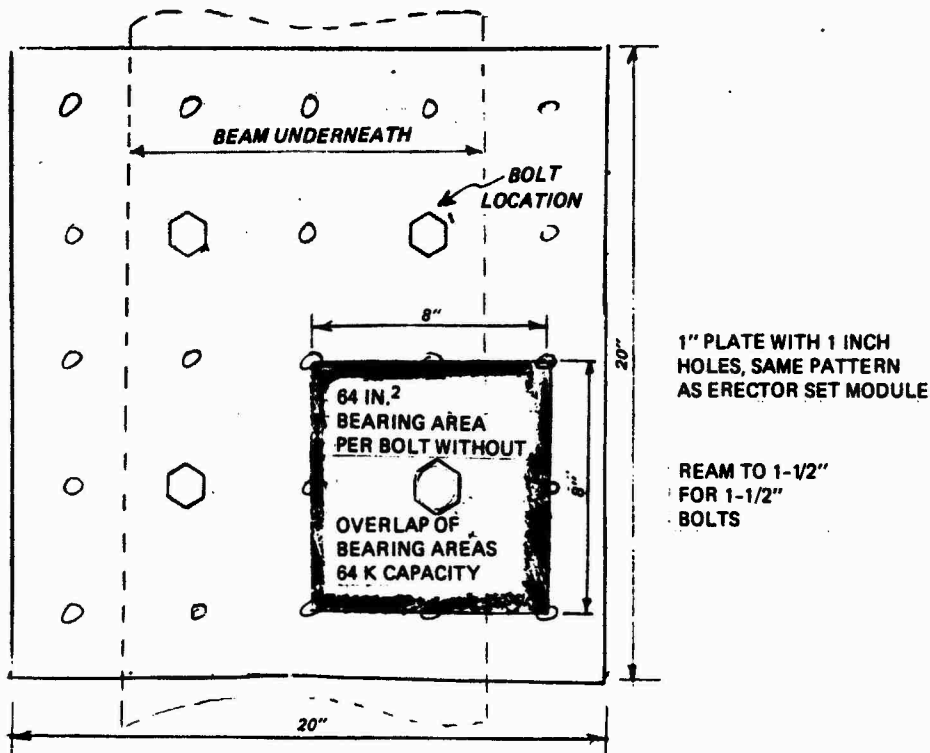 BEAM UNDERNEATH
BOLT
LOCATION
8"
64 IN.²
BEARING AREA
PER BOLT WITHOUT
OVERLAP OF
BEARING AREAS
64 K CAPACITY
8"
20"
1" PLATE WITH 1 INCH
HOLES, SAME PATTERN
AS ERECTOR SET MODULE
REAM TO 1-1/2"
FOR 1-1/2"
BOLTS
20"